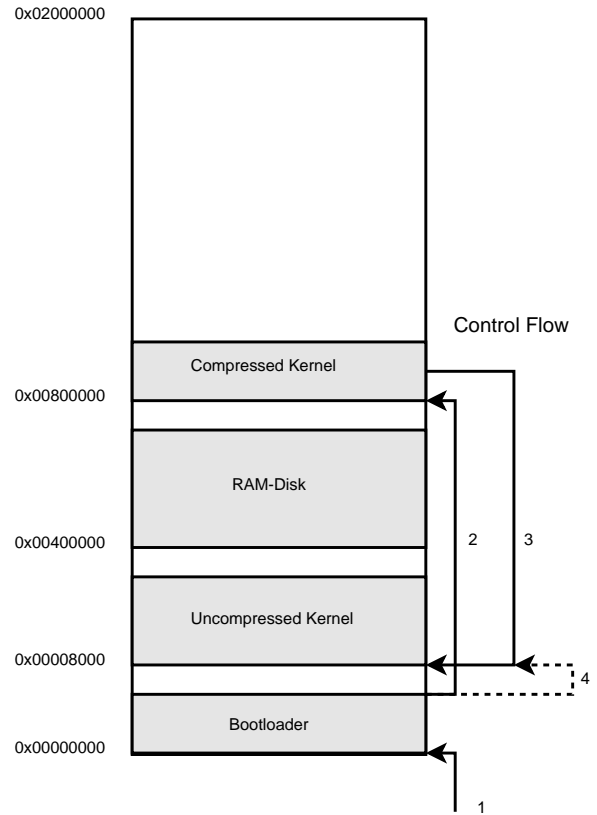 0x02000000
Control Flow
Compressed Kernel
0x00800000
RAM-Disk
2
3
0x00400000
Uncompressed Kernel
0x00008000
4
Bootloader
0x00000000
1